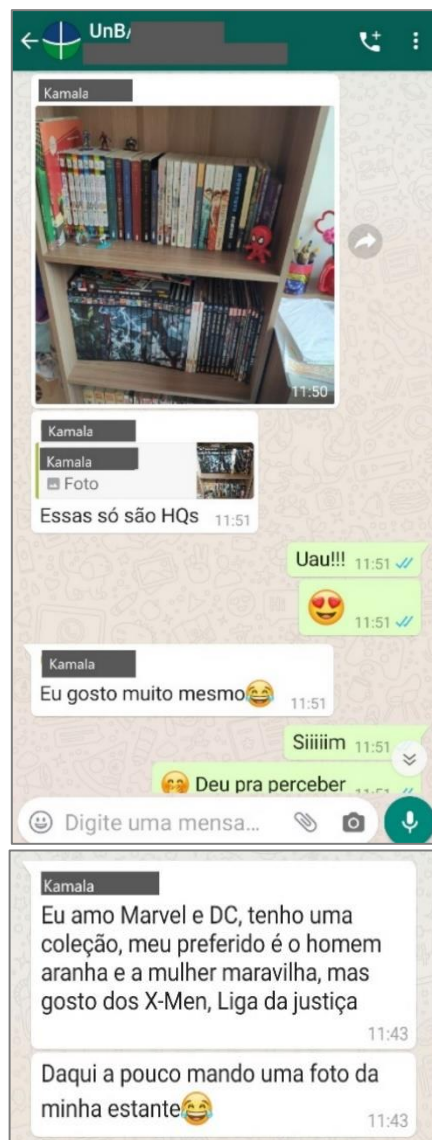 UnB/
Kamala
11:50
Kamala
Kamala
Foto
Essas só são HQs 11:51
Uau!!! 11:51
😍 11:51
Kamala
Eu gosto muito mesmo😂 11:51
Siiiiim 11:51
🤗 Deu pra perceber 11:51
Digite uma mensa...
Kamala
Eu amo Marvel e DC, tenho uma
coleção, meu preferido é o homem
aranha e a mulher maravilha, mas
gosto dos X-Men, Liga da justiça
11:43
Daqui a pouco mando uma foto da
minha estante😂
11:43